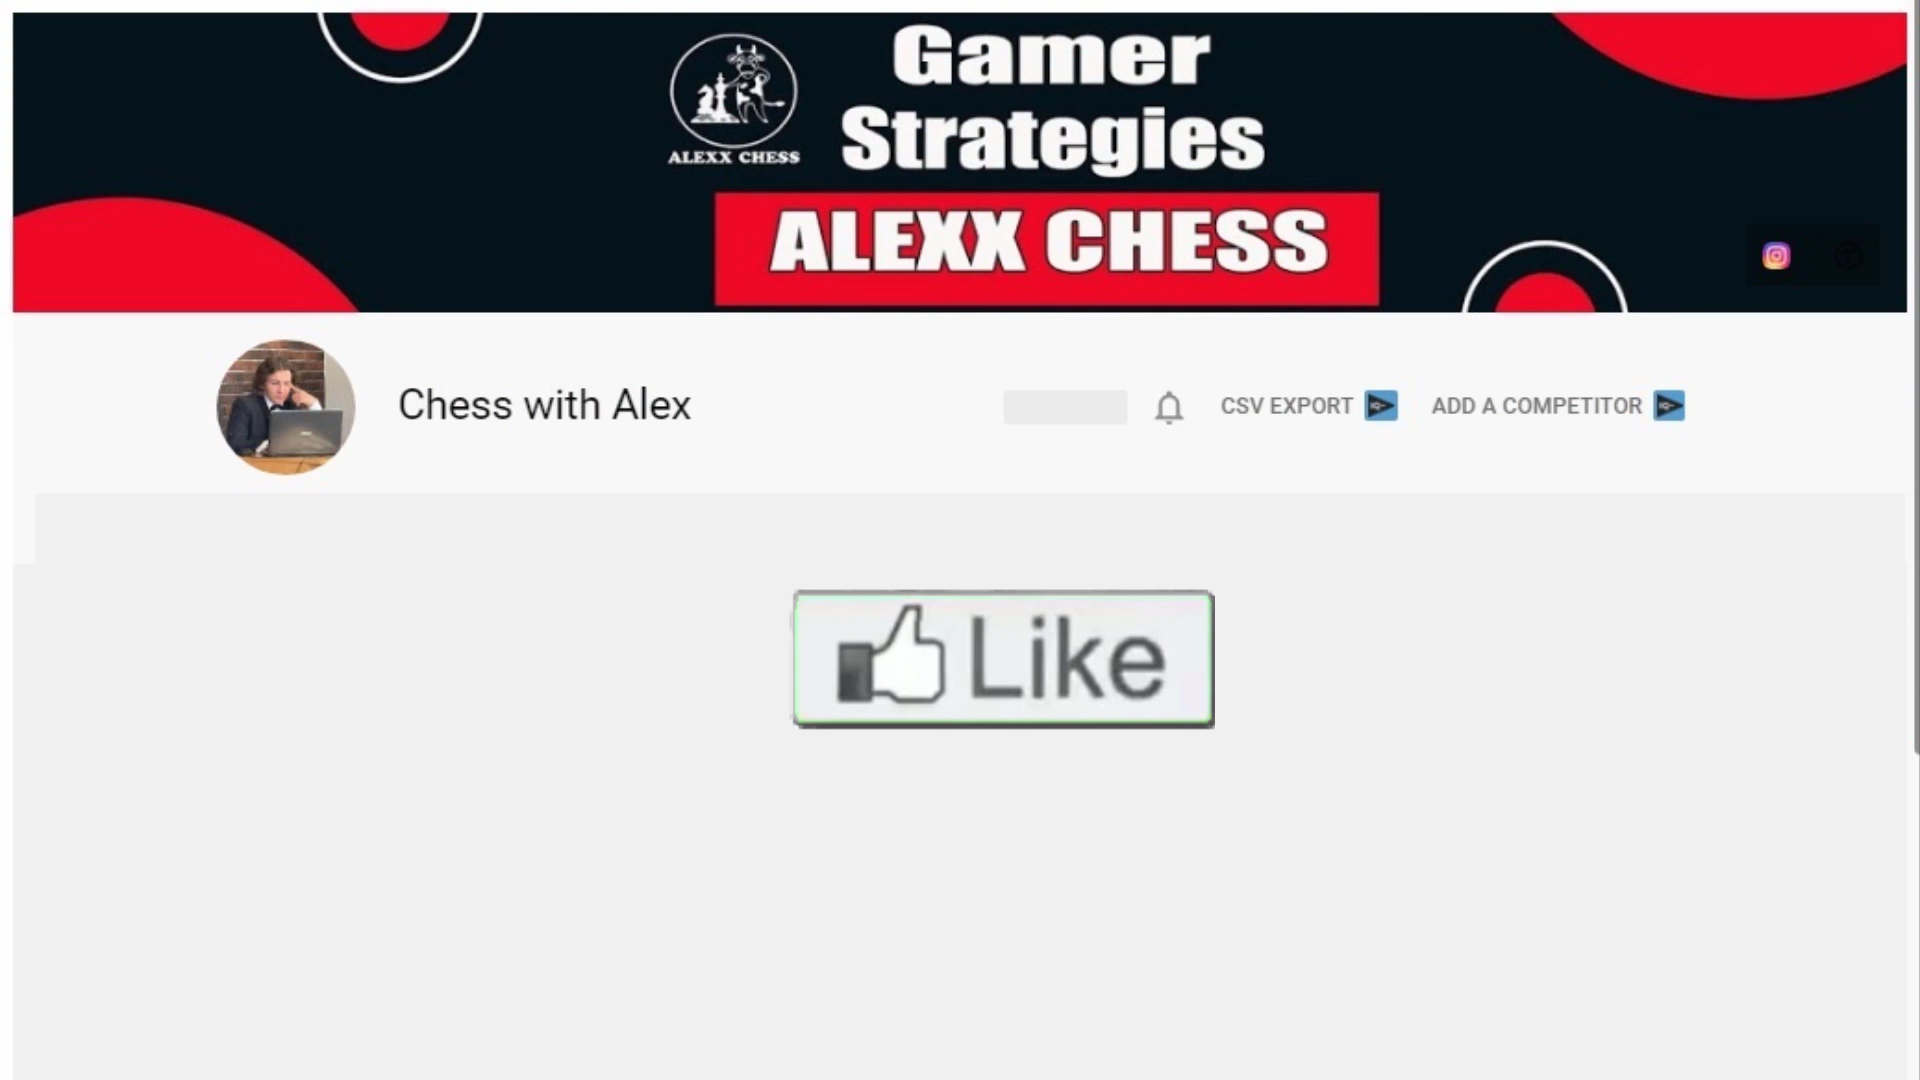 Gamer
Strategies
ALEXX CHESS
ALEXX CHESS
Chess with Alex
CSV EXPORT
ADD A COMPETITOR
Like